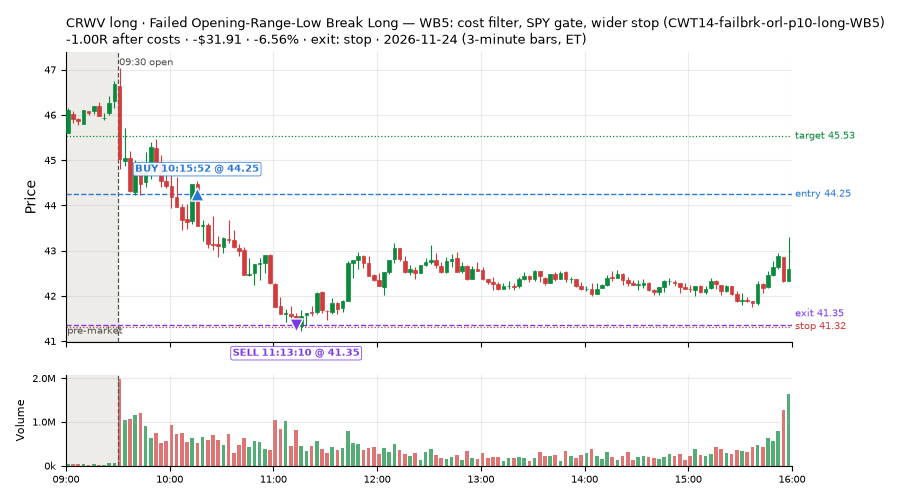 CRWV long · Failed Opening-Range-Low Break Long — WB5: cost filter, SPY gate, wider stop (CWT14-failbrk-orl-p10-long-WB5)
-1.00R after costs · -$31.91 · -6.56% · exit: stop · 2026-11-24 (3-minute bars, ET)
09:30 open
47
46
45
44
43
42
41
Price
target 45.53
BUY 10:15:52 @ 44.25
entry 44.25
exit 41.35
stop 41.32
pre-market
SELL 11:13:10 @ 41.35
2.0M
1.0M
0k
Volume
09:00
10:00
11:00
12:00
13:00
14:00
15:00
16:00